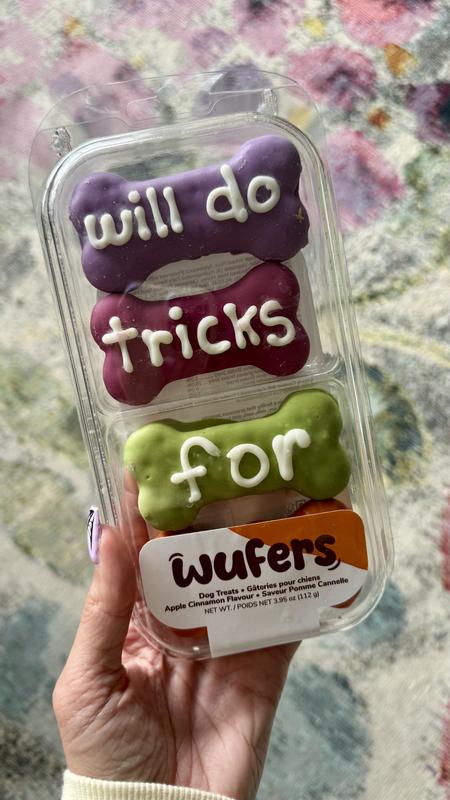 will do
tricks
for
wufers
Dog Treats • Gâteries pour chiens
Apple Cinnamon Flavour • Saveur Pomme Cannelle
NET WT. / POIDS NET 3.95 oz (112 g)